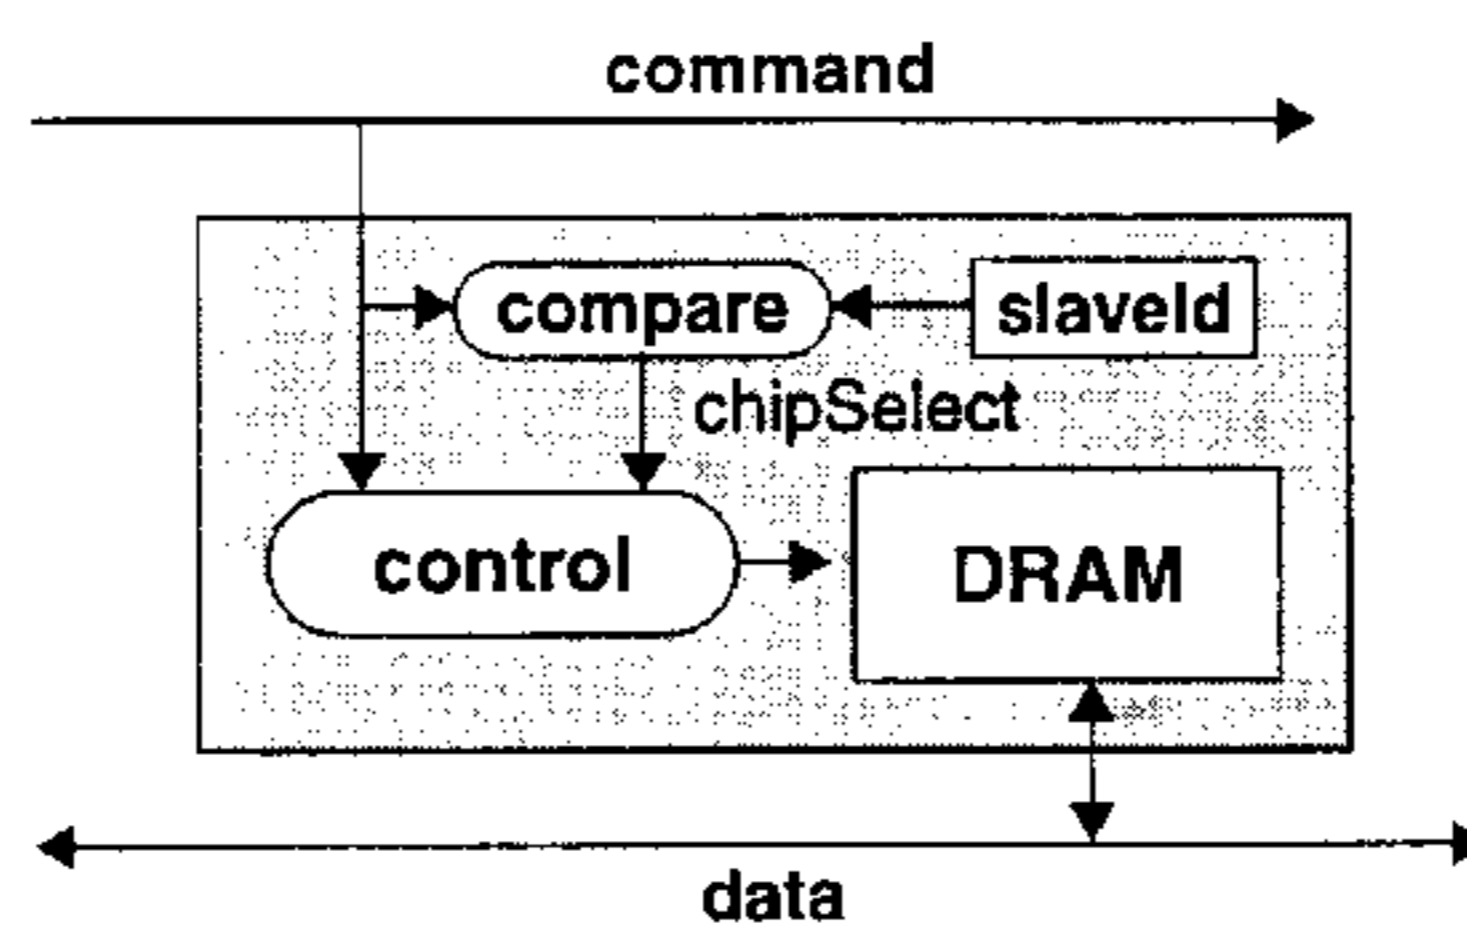 command
compare
slaveId
chipSelect
control
DRAM
data